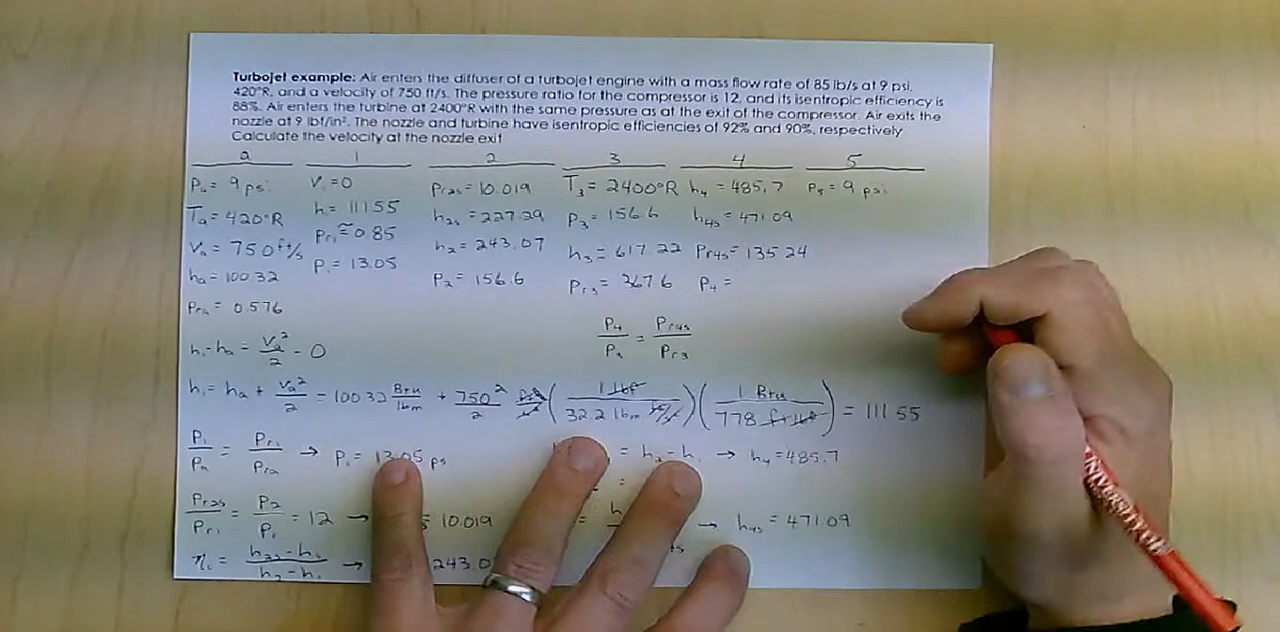 Turbojet example: Air enters the diffuser of a turbojet engine with a mass flow rate of 85 lb/s at 9 psi,
420°R, and a velocity of 750 ft/s. The pressure ratio for the compressor is 12, and its isentropic efficiency is
88%. Air enters the turbine at 2400°R with the same pressure as at the exit of the compressor. Air exits the
nozzle at 9 lbf/in². The nozzle and turbine have isentropic efficiencies of 92% and 90%, respectively
Calculate the velocity at the nozzle exit
a 1 2 3 4 5
Pa = 9 psi V₁ = 0 Pr2s = 10.019 T₃ = 2400°R h₄ = 485.7 P₅ = 9 psi
Ta = 420°R h₁ = 111.55 h2s = 227.29 P₃ = 156.6 h4s = 471.09
Va = 750 ft/s Pr₁ ≈ 0.85 h₂ = 243.07 h₃ = 617.22 Pr4s = 135.24
ha = 100.32 P₁ = 13.05 P₂ = 156.6 Pr₃ = 367.6 P₄ =
Pra = 0.576
P₄/P₃ = Pr4s/Pr3
h₁-ha = Va²/2 - 0
h₁ = ha + Va²/2 = 100.32 Btu/lbm + 750²/2 (1 lbf / 32.2 lbm ft/s²)(1 Btu / 778 ft·lbf) = 111.55
P₁/Pa = Pr1/Pra → P₁ = 13.05 ps = h₂-h₁ → h₄ = 485.7
Pr2s/Pr1 = P₂/P₁ = 12 → 10.019 → h4s = 471.09
ηc = h2s-h₁/h₂-h₁ → 243.0
UNIVERSITY